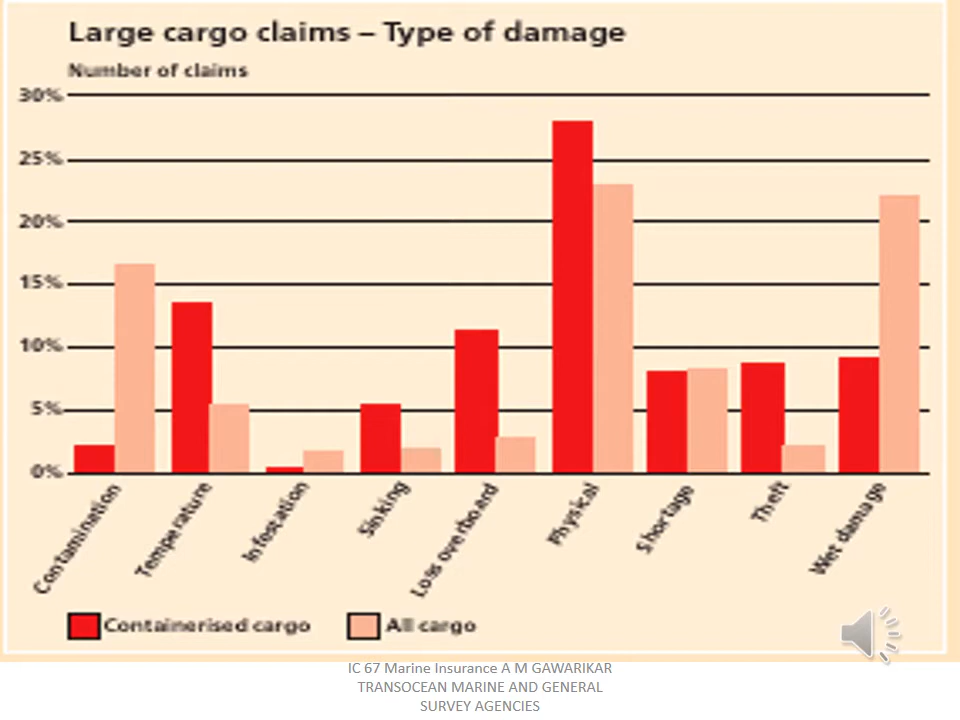 Large cargo claims – Type of damage
Number of claims
30%
25%
20%
15%
10%
5%
0%
Contamination
Temperature
Infestation
Sinking
Loss overboard
Physical
Shortage
Theft
Wet damage
Containerised cargo
All cargo
IC 67 Marine Insurance A M GAWARIKAR
TRANSOCEAN MARINE AND GENERAL
SURVEY AGENCIES